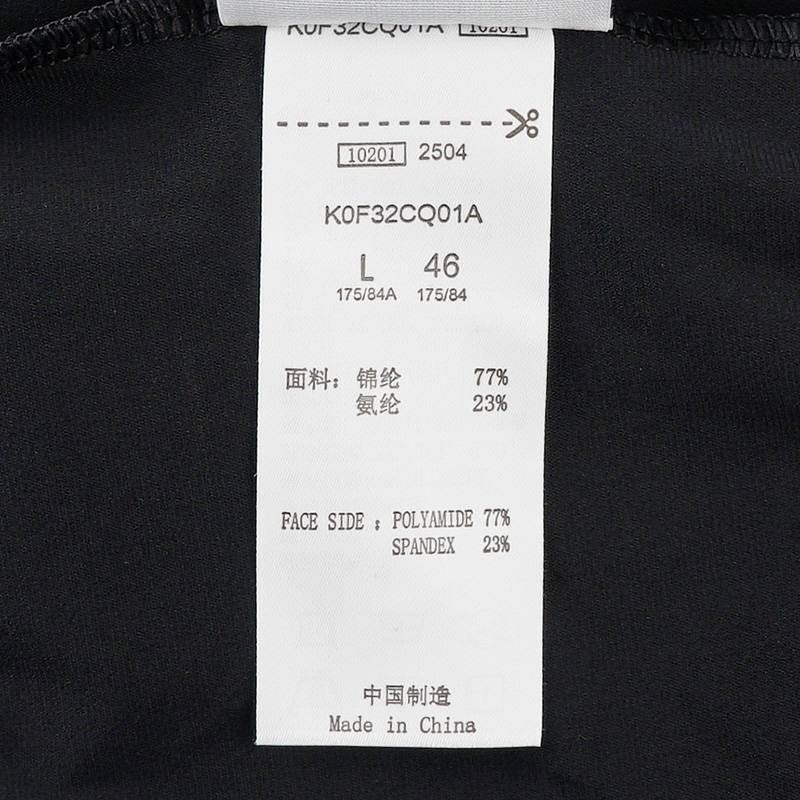 K0F32CQ01A 10201
10201 2504
K0F32CQ01A
L 46
175/84A 175/84
面料：锦纶 77%
氨纶 23%
FACE SIDE : POLYAMIDE 77%
SPANDEX 23%
中国制造
Made in China